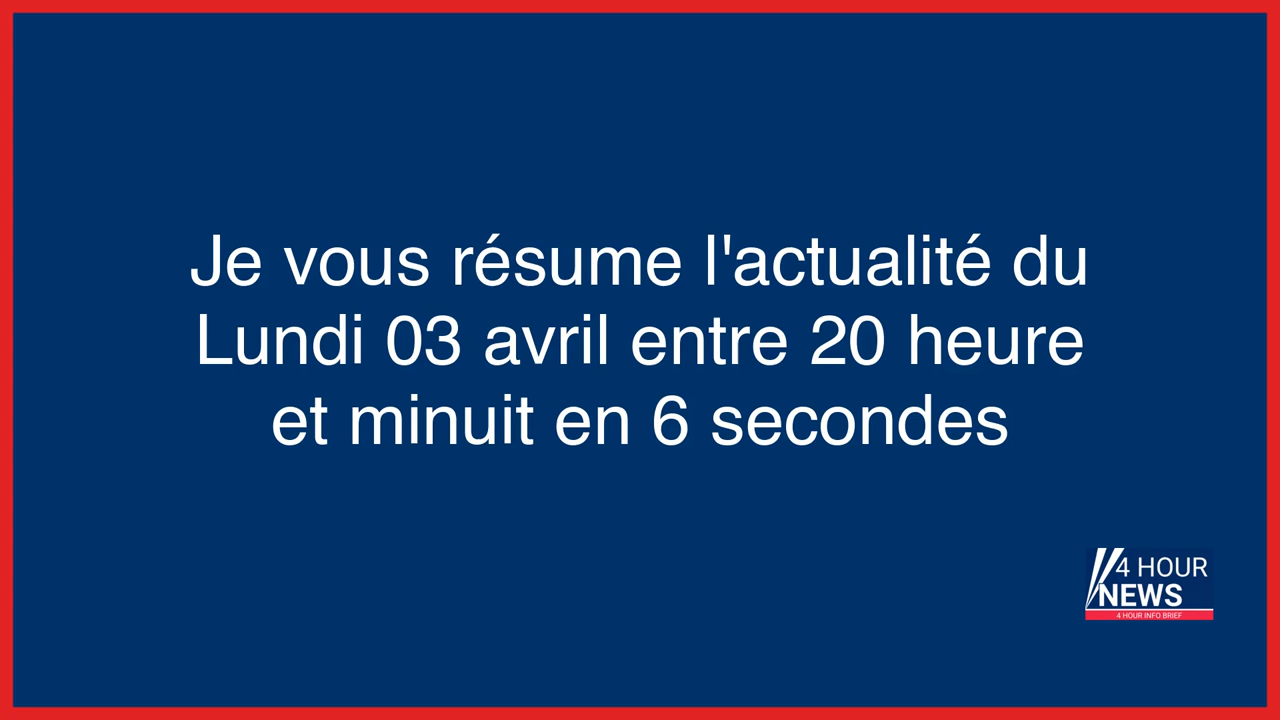 Je vous résume l'actualité du
Lundi 03 avril entre 20 heure
et minuit en 6 secondes
4 HOUR
NEWS
4 HOUR INFO BRIEF